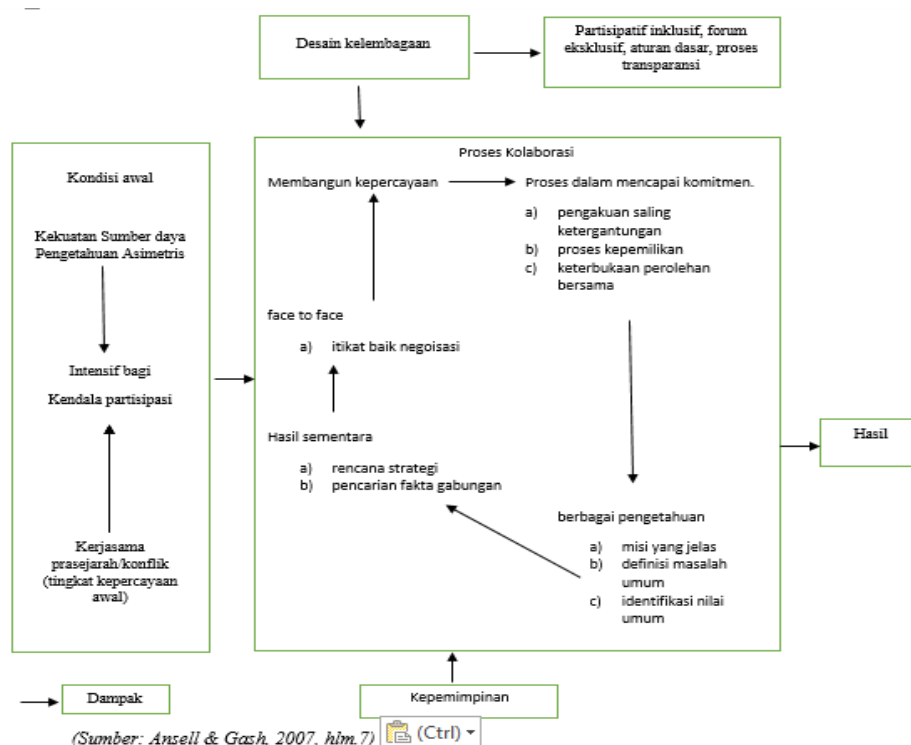 Desain kelembagaan
Partisipatif inklusif, forum
eksklusif, aturan dasar, proses
transparansi
Kondisi awal
Kekuatan Sumber daya
Pengetahuan Asimetris
Intensif bagi
Kendala partisipasi
Kerjasama
prasejarah/konflik
(tingkat kepercayaan
awal)
Proses Kolaborasi
Membangun kepercayaan
Proses dalam mencapai komitmen.
a) pengakuan saling
ketergantungan
b) proses kepemilikan
c) keterbukaan perolehan
bersama
face to face
a) itikat baik negoisasi
Hasil sementara
a) rencana strategi
b) pencarian fakta gabungan
berbagai pengetahuan
a) misi yang jelas
b) definisi masalah
umum
c) identifikasi nilai
umum
Hasil
Dampak
Kepemimpinan
(Sumber: Ansell & Gash, 2007, hlm.7)
(Ctrl)